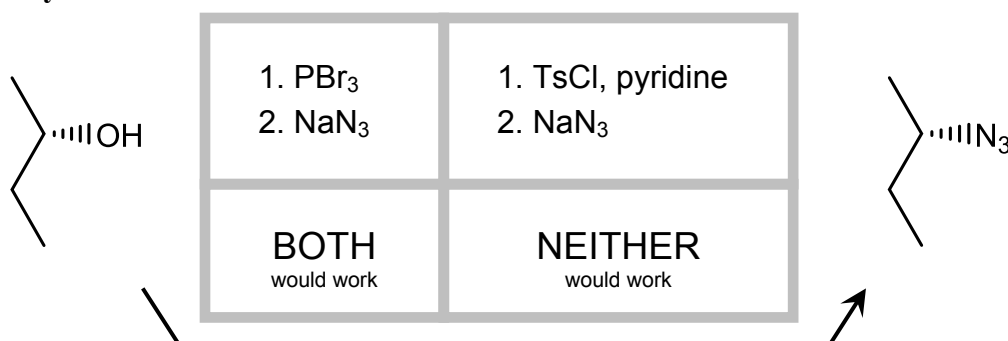 1. PBr₃
2. NaN₃
1. TsCl, pyridine
2. NaN₃
OH
N₃
BOTH
would work
NEITHER
would work